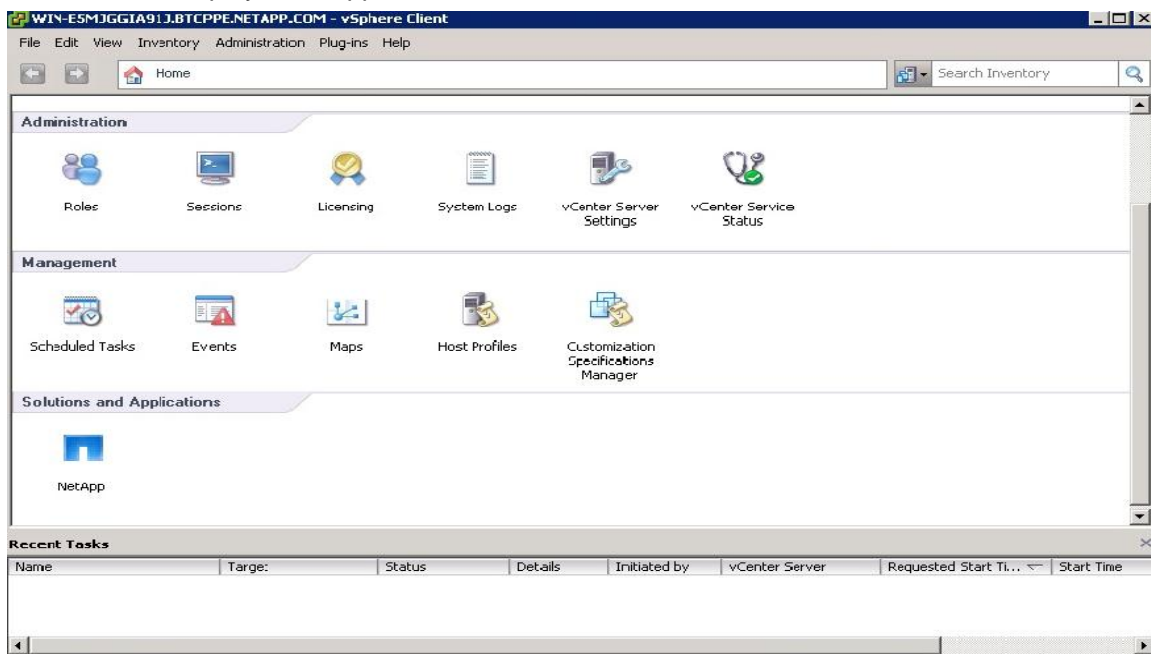 WIN-E5MJGGIA91J.BTCPPE.NETAPP.COM - vSphere Client
File Edit View Inventory Administration Plug-ins Help
Home
Search Inventory
Administration
Roles Sessions Licensing System Logs vCenter Server vCenter Service
Settings Status
Management
Scheduled Tasks Events Maps Host Profiles Customization
Specifications
Manager
Solutions and Applications
NetApp
Recent Tasks
Name Target Status Details Initiated by vCenter Server Requested Start Ti... Start Time